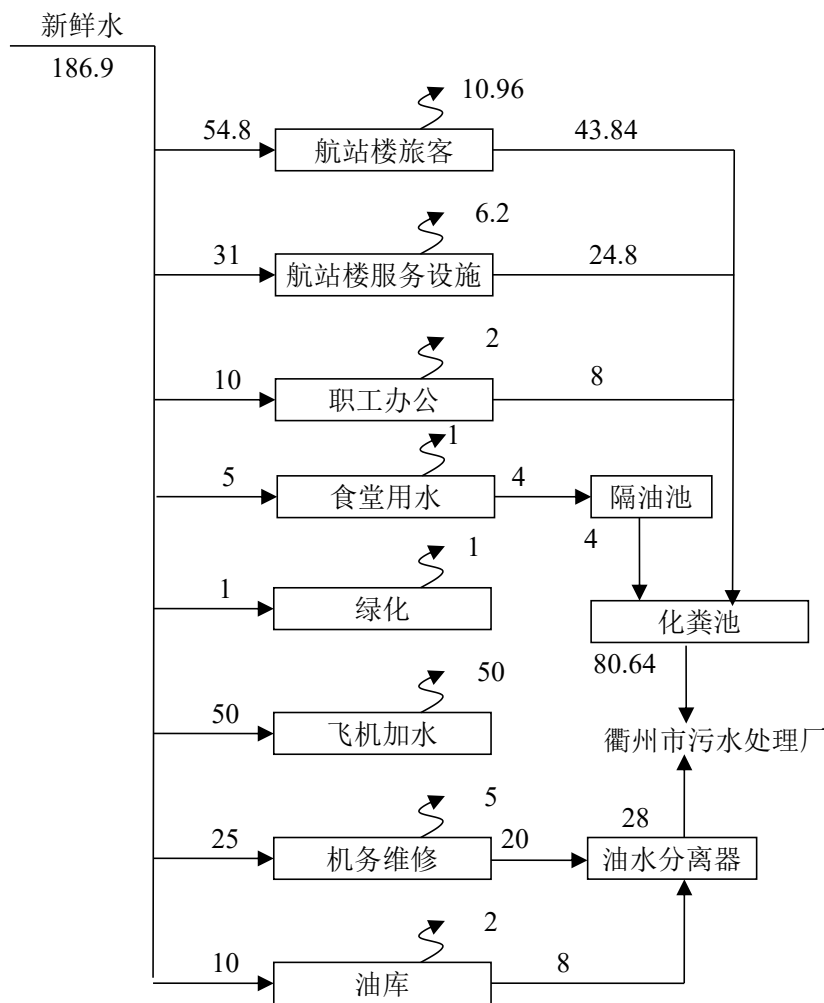 新鲜水
186.9
10.96
54.8
航站楼旅客
43.84
6.2
31
航站楼服务设施
24.8
2
10
职工办公
8
1
5
食堂用水
4
隔油池
4
1
1
绿化
化粪池
80.64
50
50
飞机加水
衢州市污水处理厂
5
28
25
机务维修
20
油水分离器
2
10
油库
8